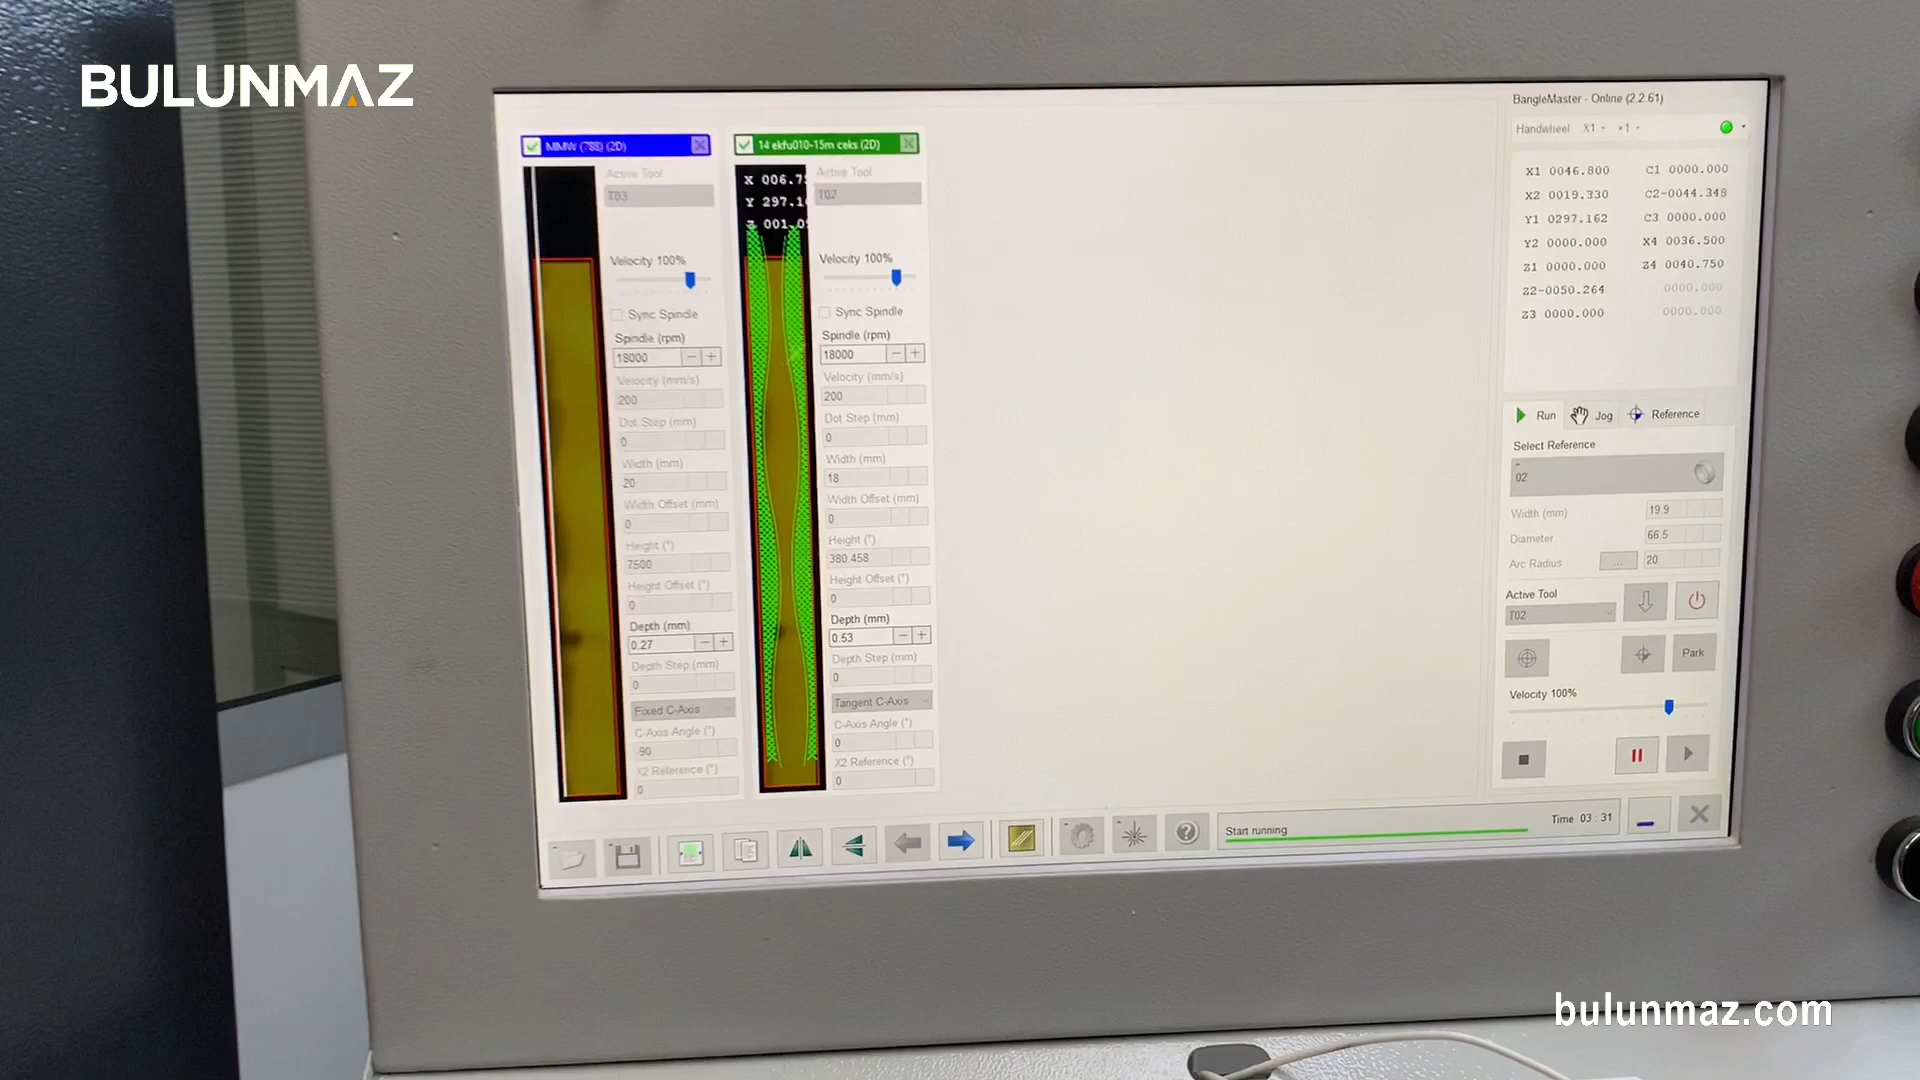 BULUNMAZ
BangleMaster - Online (2.2.61)
Handwheel X1 ×1
X1 0046.800 C1 0000.000
X2 0019.330 C2-0044.348
Y1 0297.162 C3 0000.000
Y2 0000.000 X4 0036.500
Z1 0000.000 Z4 0040.750
Z2-0050.264 0000.000
Z3 0000.000 0000.000
MMW (788) (2D)
Active Tool
T03
Velocity 100%
Sync Spindle
Spindle (rpm)
18000
Velocity (mm/s)
200
Dot Step (mm)
0
Width (mm)
20
Width Offset (mm)
0
Height (°)
7500
Height Offset (°)
0
Depth (mm)
0.27
Depth Step (mm)
0
Fixed C-Axis
C-Axis Angle (°)
-90
X2 Reference (°)
0
14 ekfu010-15m ceks (2D)
X 006.7
Y 297.1
001.0
Active Tool
T02
Velocity 100%
Sync Spindle
Spindle (rpm)
18000
Velocity (mm/s)
200
Dot Step (mm)
0
Width (mm)
18
Width Offset (mm)
0
Height (°)
380.458
Height Offset (°)
0
Depth (mm)
0.53
Depth Step (mm)
0
Tangent C-Axis
C-Axis Angle (°)
0
X2 Reference (°)
0
Run Jog Reference
Select Reference
02
Width (mm) 19.9
Diameter 66.5
Arc Radius ... 20
Active Tool
T02
Park
Velocity 100%
Start running Time 03 : 31
bulunmaz.com